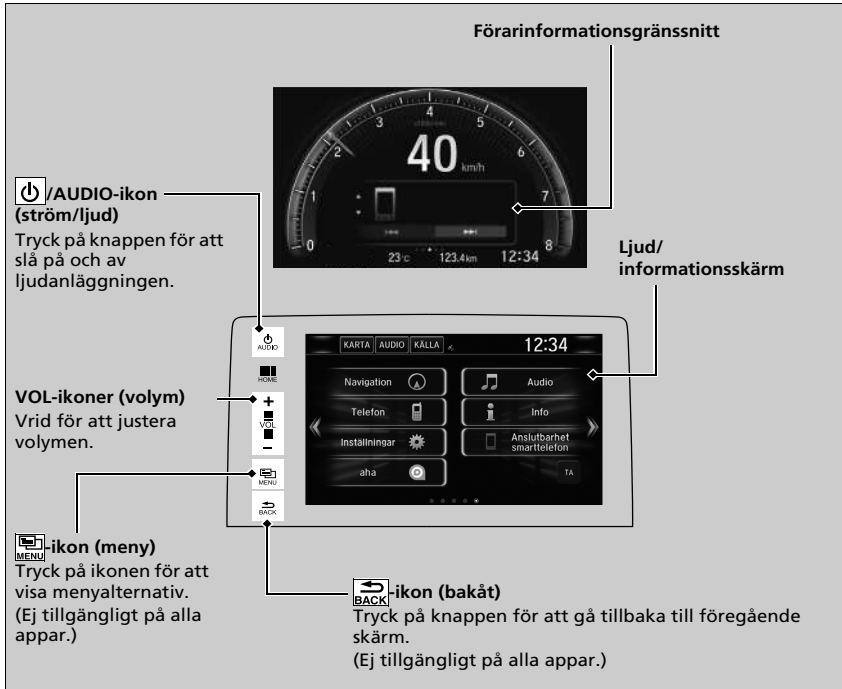 Förarinformationsgränssnitt
4
3
5
2
40
6
km/h
1
7
0
8
23°c
123.4km
12:34
/AUDIO-ikon
(ström/ljud)
Tryck på knappen för att
slå på och av
ljudanläggningen.
Ljud/
informationsskärm
AUDIO
KARTA AUDIO KÄLLA
12:34
HOME
Navigation
Audio
VOL-ikoner (volym)
Vrid för att justera
volymen.
+
VOL
–
Telefon
Info
Inställningar
Anslutbarhet
smarttelefon
aha
TA
MENU
BACK
MENU-ikon (meny)
Tryck på ikonen för att
visa menyalternativ.
(Ej tillgängligt på alla
appar.)
BACK-ikon (bakåt)
Tryck på knappen för att gå tillbaka till föregående
skärm.
(Ej tillgängligt på alla appar.)